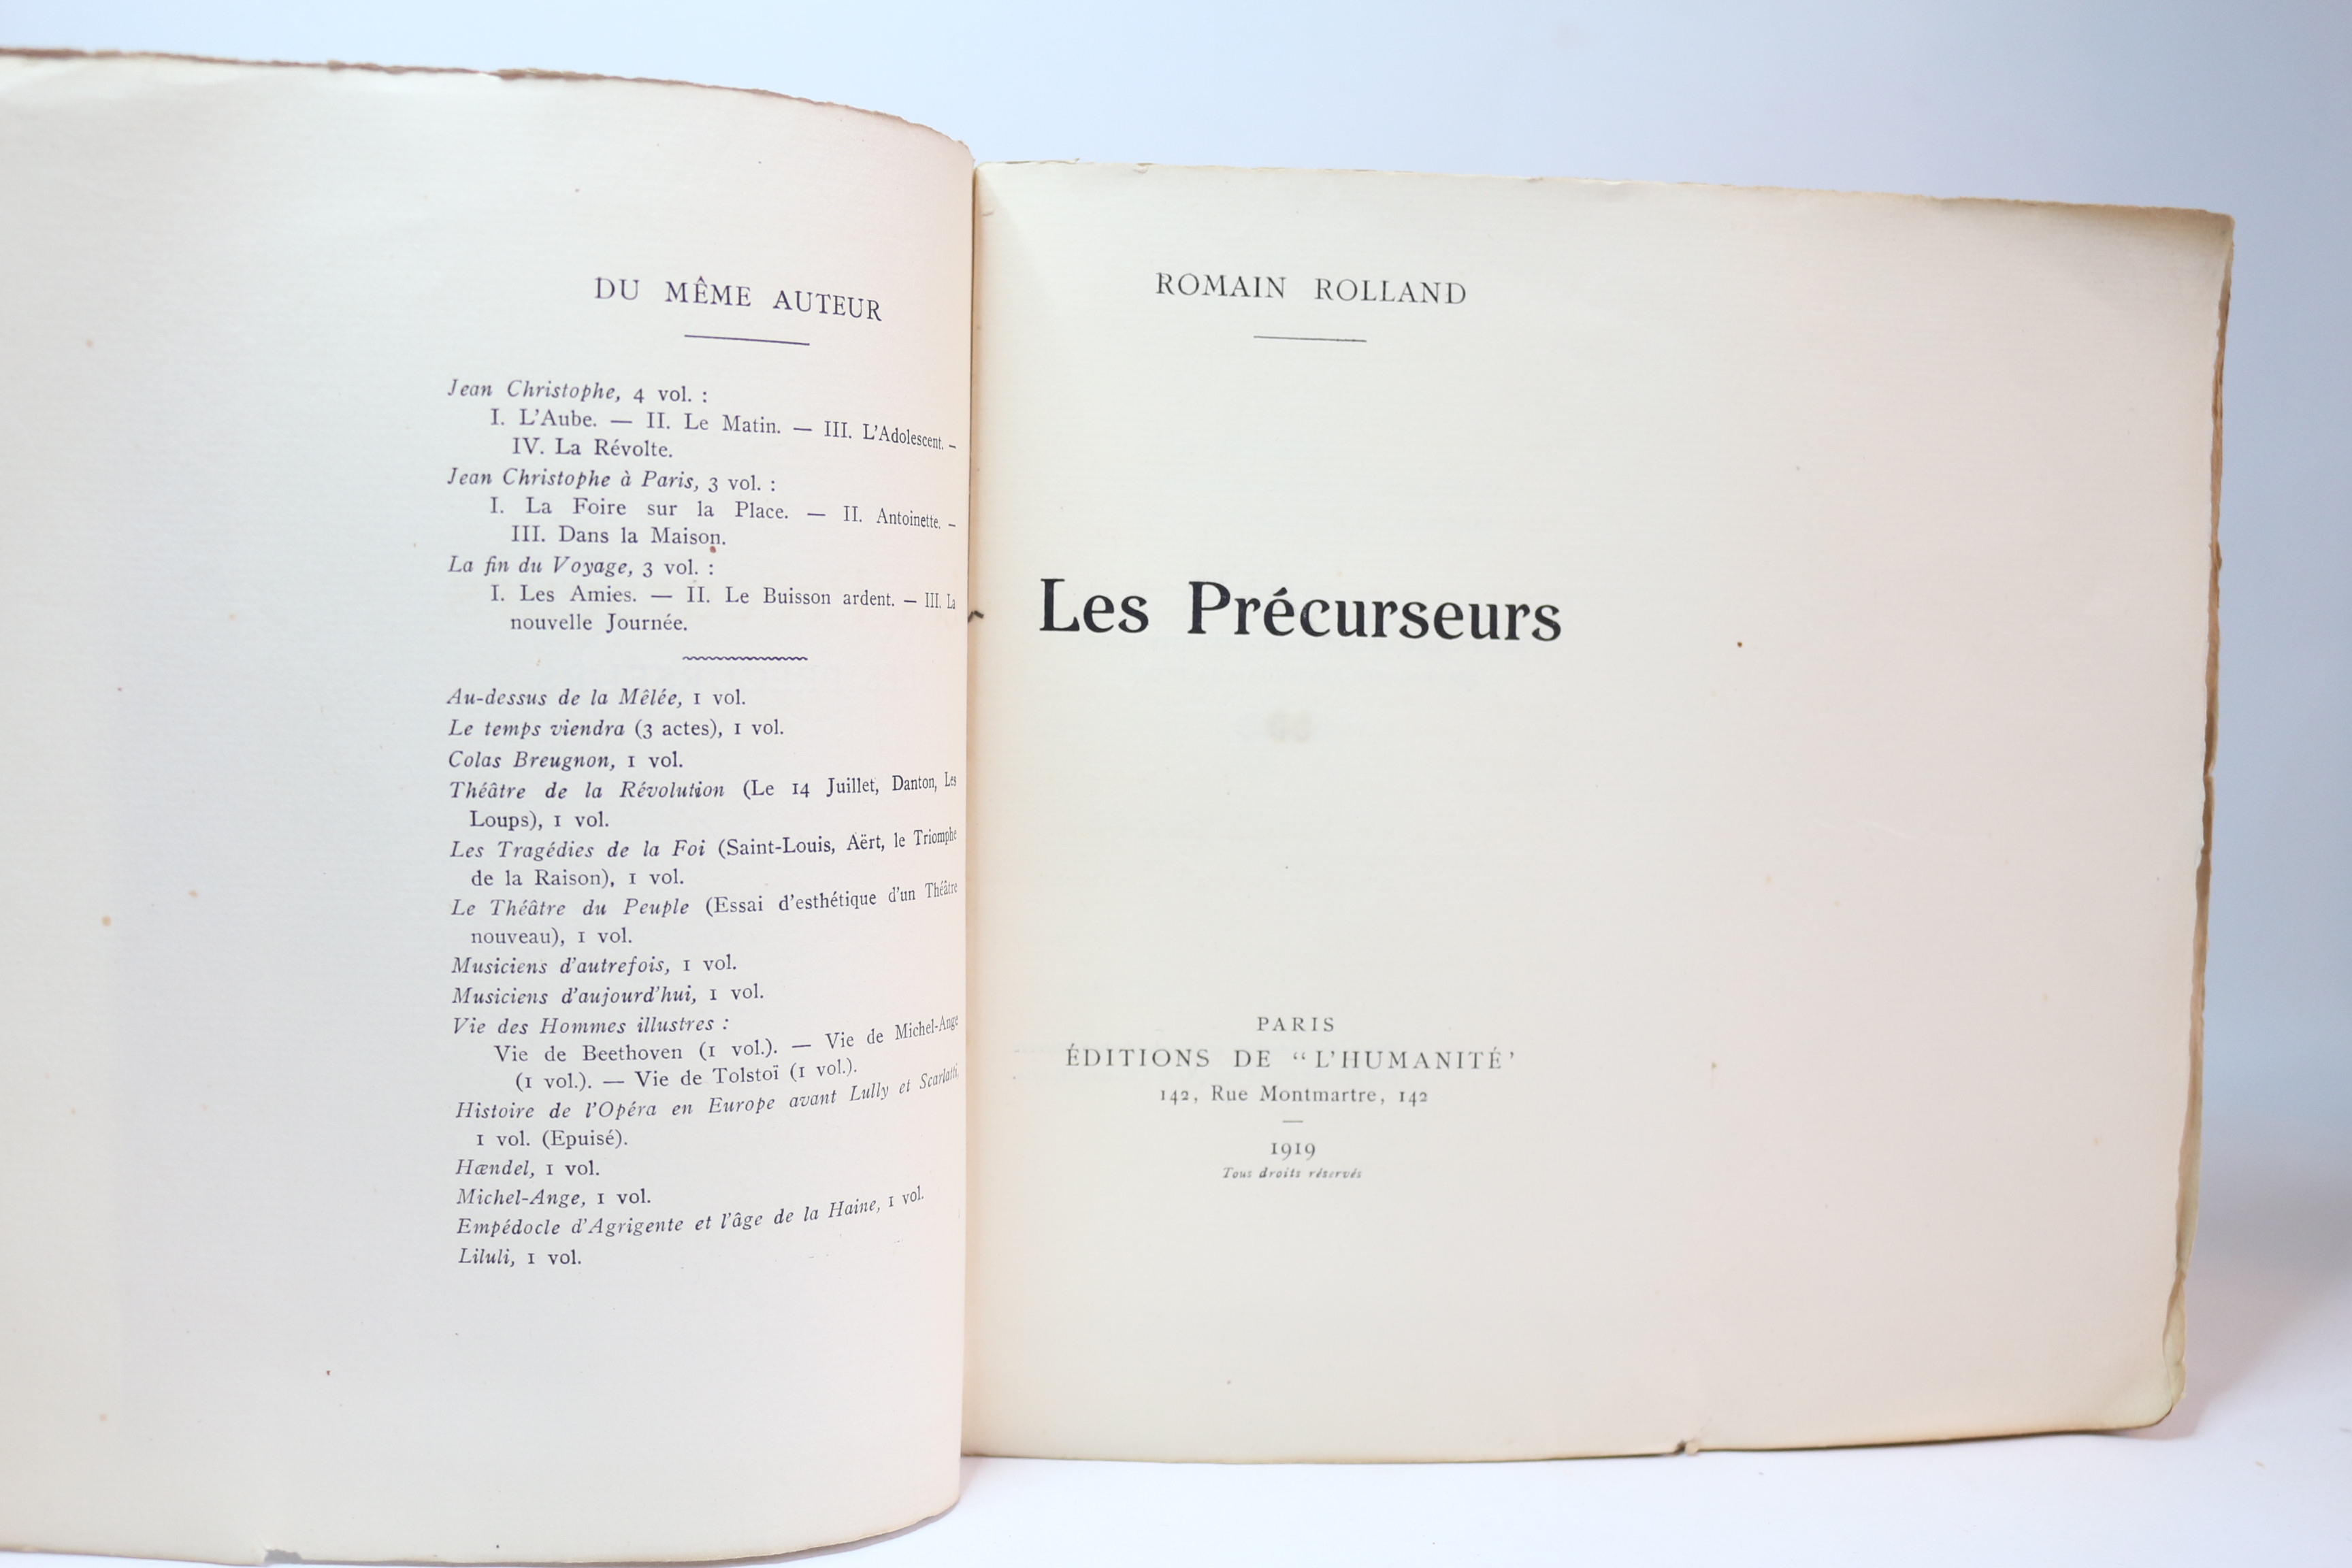 DU MÊME AUTEUR
Jean Christophe, 4 vol. :
I. L'Aube. — II. Le Matin. — III. L'Adolescent. –
IV. La Révolte.
Jean Christophe à Paris, 3 vol. :
I. La Foire sur la Place. — II. Antoinette. –
III. Dans la Maison.
La fin du Voyage, 3 vol. :
I. Les Amies. — II. Le Buisson ardent. — III. La
nouvelle Journée.
Au-dessus de la Mêlée, 1 vol.
Le temps viendra (3 actes), 1 vol.
Colas Breugnon, 1 vol.
Théâtre de la Révolution (Le 14 Juillet, Danton, Les
Loups), 1 vol.
Les Tragédies de la Foi (Saint-Louis, Aërt, le Triomphe
de la Raison), 1 vol.
Le Théâtre du Peuple (Essai d'esthétique d'un Théâtre
nouveau), 1 vol.
Musiciens d'autrefois, 1 vol.
Musiciens d'aujourd'hui, 1 vol.
Vie des Hommes illustres :
Vie de Beethoven (1 vol.). — Vie de Michel-Ange
(1 vol.). — Vie de Tolstoï (1 vol.).
Histoire de l'Opéra en Europe avant Lully et Scarlatti,
1 vol. (Epuisé).
Hændel, 1 vol.
Michel-Ange, 1 vol.
Empédocle d'Agrigente et l'âge de la Haine, 1 vol.
Liluli, 1 vol.
ROMAIN ROLLAND
Les Précurseurs
PARIS
ÉDITIONS DE “L'HUMANITÉ’
142, Rue Montmartre, 142
1919
Tous droits réservés